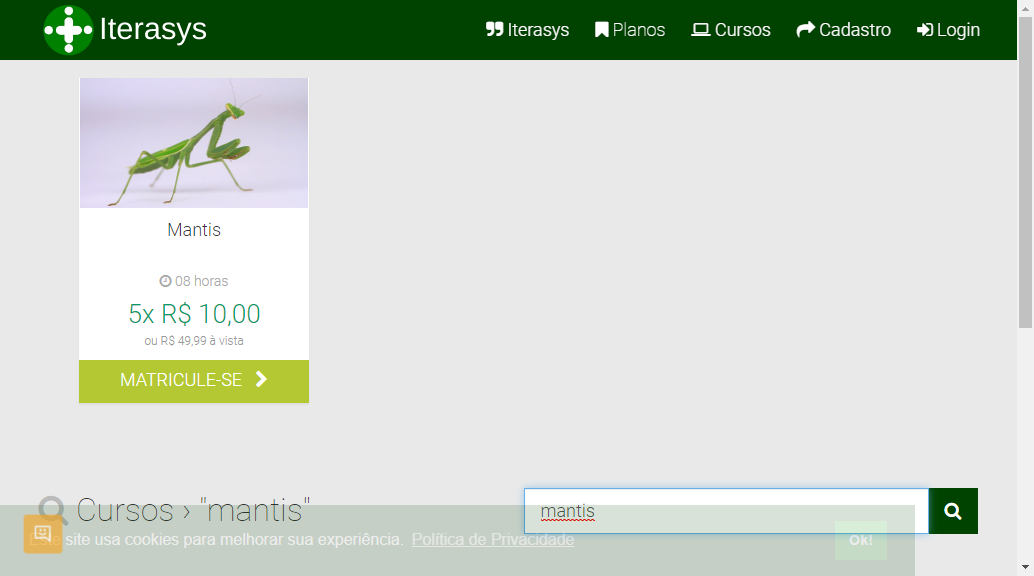 Iterasys
Iterasys Planos Cursos Cadastro Login
Mantis
08 horas
5x R$ 10,00
ou R$ 49,99 à vista
MATRICULE-SE
Cursos › "mantis"
mantis
Este site usa cookies para melhorar sua experiência. Política de Privacidade
Ok!